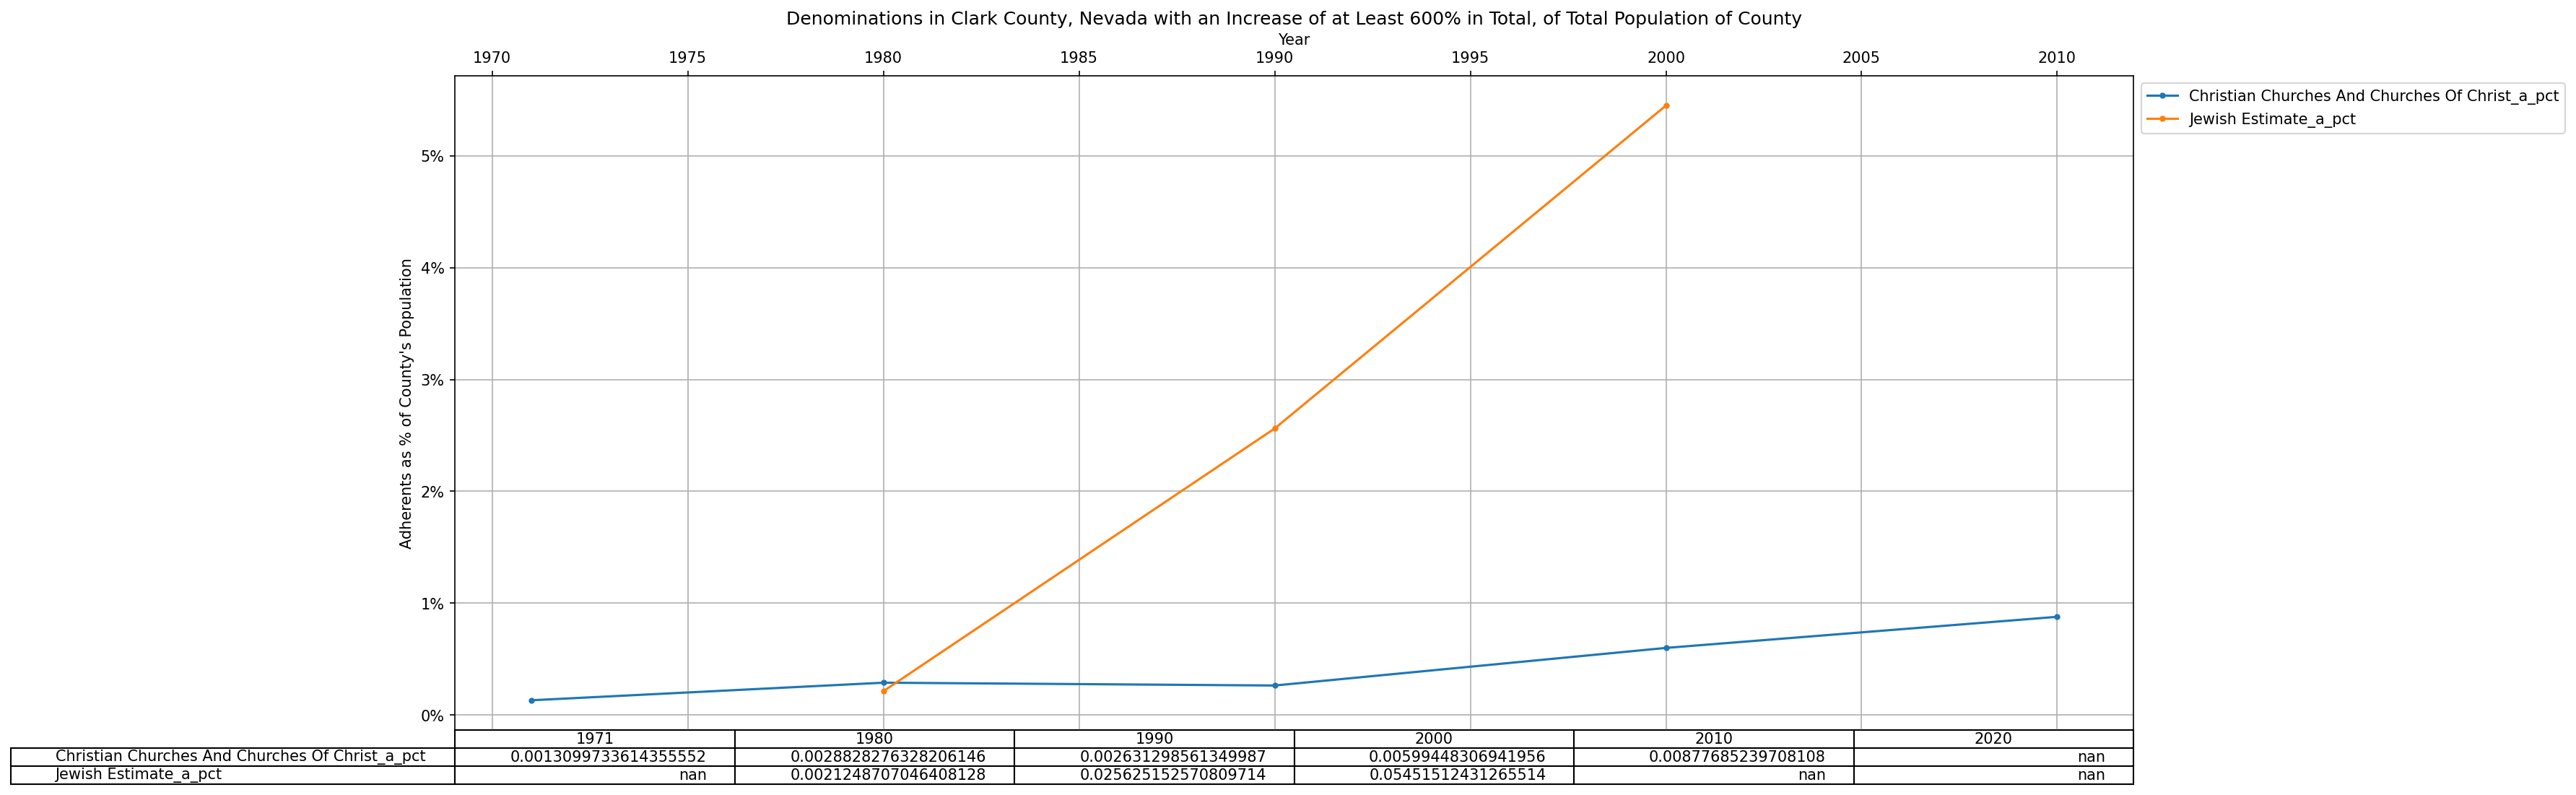 Denominations in Clark County, Nevada with an Increase of at Least 600% in Total, of Total Population of County
Year
1970 1975 1980 1985 1990 1995 2000 2005 2010
Christian Churches And Churches Of Christ_a_pct
Jewish Estimate_a_pct
Adherents as % of County's Population
5%
4%
3%
2%
1%
0%
1971 1980 1990 2000 2010 2020
Christian Churches And Churches Of Christ_a_pct 0.0013099733614355552 0.0028828276328206146 0.002631298561349987 0.00599448306941956 0.00877685239708108 nan
Jewish Estimate_a_pct nan 0.0021248707046408128 0.025625152570809714 0.05451512431265514 nan nan